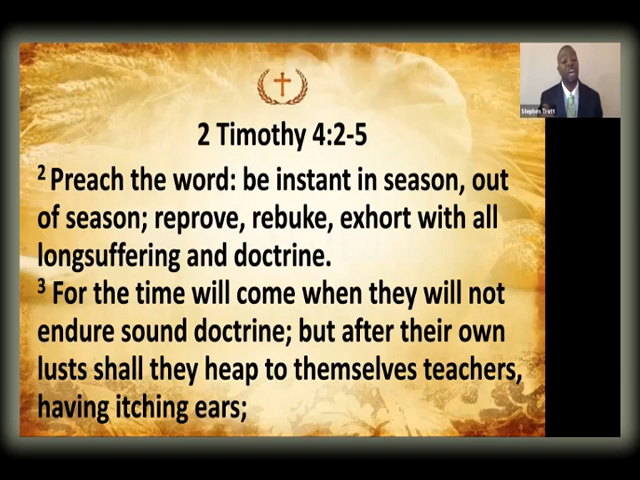 2 Timothy 4:2-5
2 Preach the word: be instant in season, out
of season; reprove, rebuke, exhort with all
longsuffering and doctrine.
3 For the time will come when they will not
endure sound doctrine; but after their own
lusts shall they heap to themselves teachers,
having itching ears;
Stephen Tratt